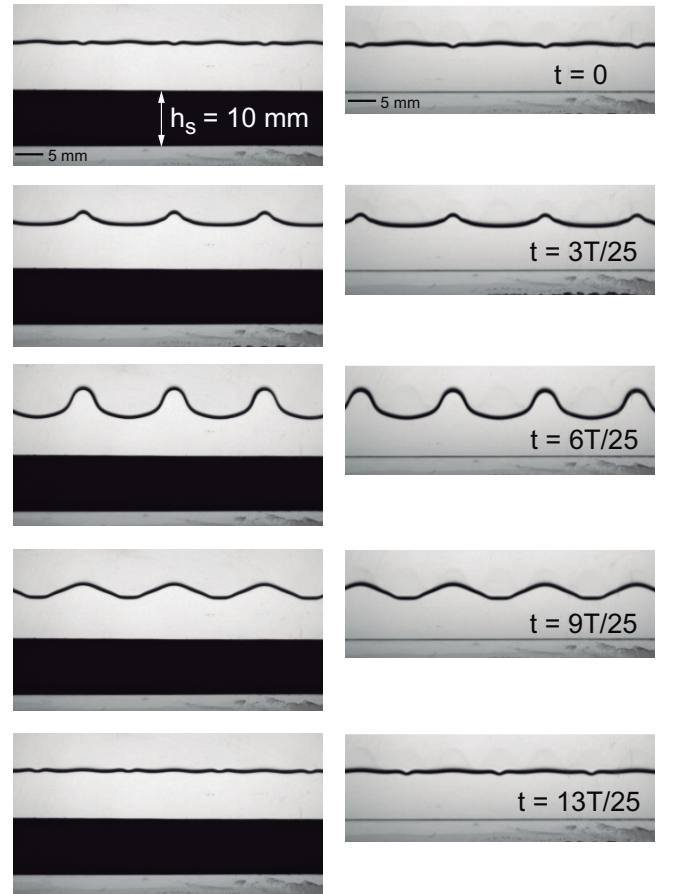 h_s = 10 mm
5 mm
t = 0
5 mm
t = 3T/25
t = 6T/25
t = 9T/25
t = 13T/25